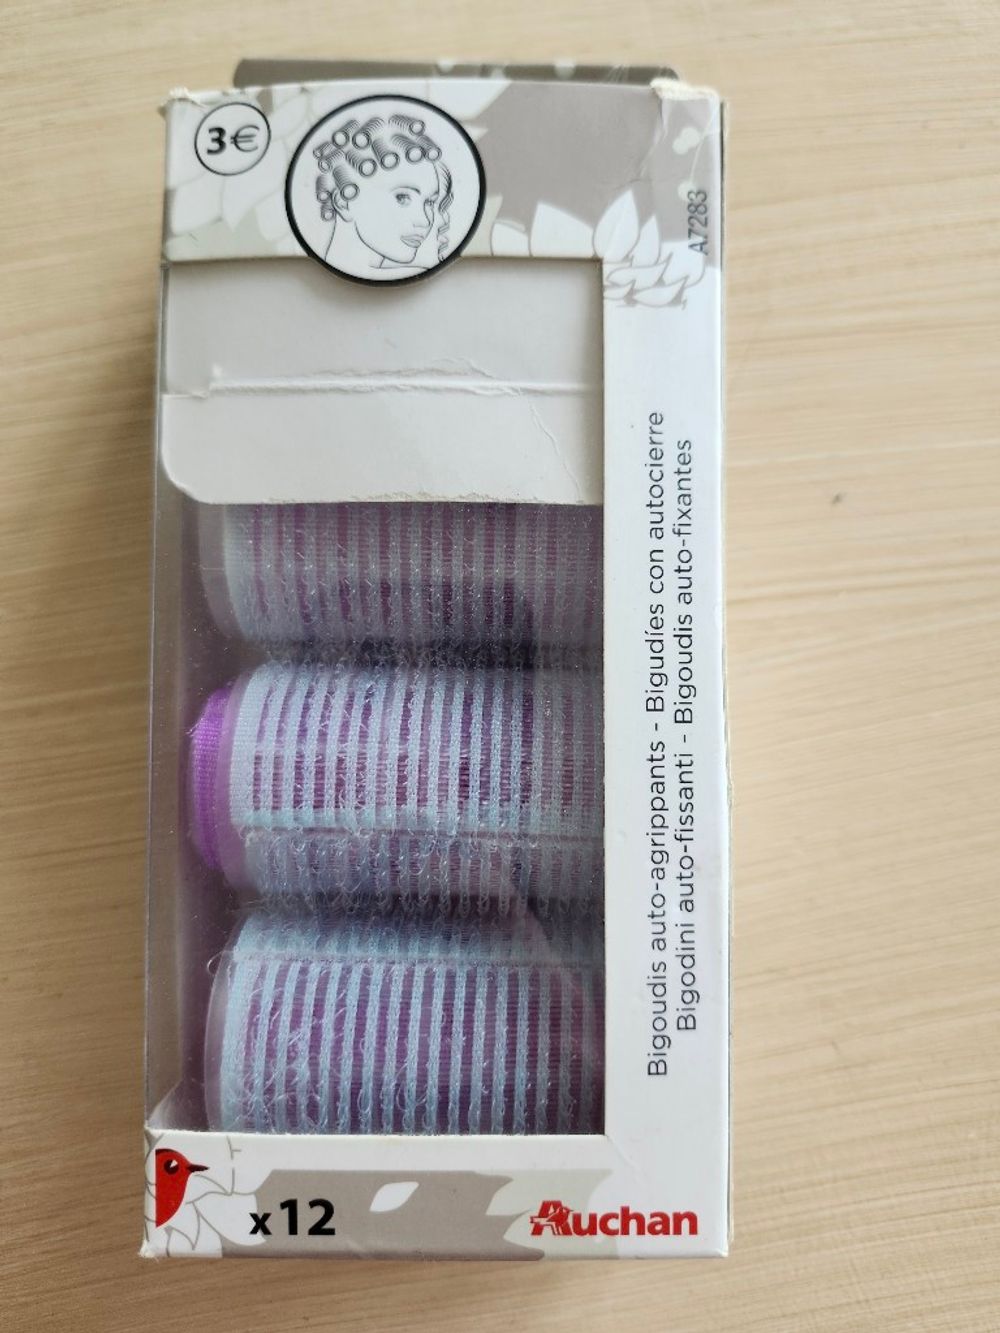 3€
A7283
Bigoudis auto-agrippants - Bigudíes con autocierre
Bigodini auto-fissanti - Bigoudis auto-fixantes
x12
Auchan